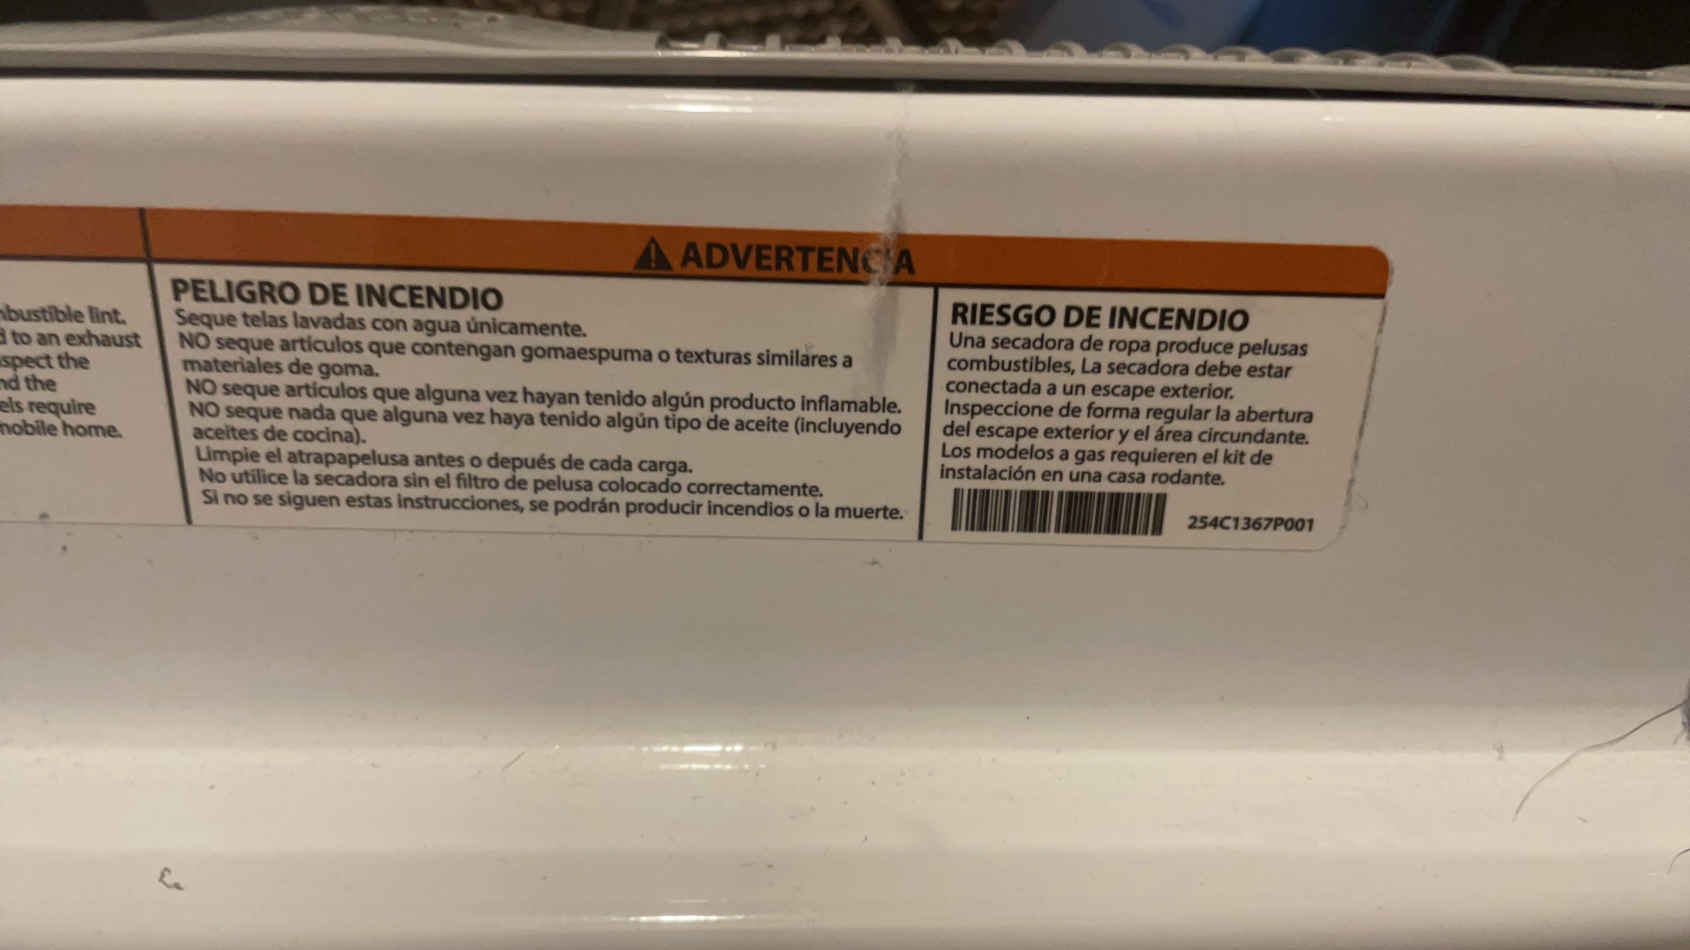 ADVERTENCIA
bustible lint.
to an exhaust
the
the
require
mobile home.
PELIGRO DE INCENDIO
Seque telas lavadas con agua únicamente.
NO seque artículos que contengan gomaespuma o texturas similares a
materiales de goma.
NO seque artículos que alguna vez hayan tenido algún producto inflamable.
NO seque nada que alguna vez haya tenido algún tipo de aceite (incluyendo
aceites de cocina).
Limpie el atrapapelusa antes o depués de cada carga.
No utilice la secadora sin el filtro de pelusa colocado correctamente.
Si no se siguen estas instrucciones, se podrán producir incendios o la muerte.
RIESGO DE INCENDIO
Una secadora de ropa produce pelusas
combustibles, La secadora debe estar
conectada a un escape exterior.
Inspeccione de forma regular la abertura
del escape exterior y el área circundante.
Los modelos a gas requieren el kit de
instalación en una casa rodante.
254C1367P001